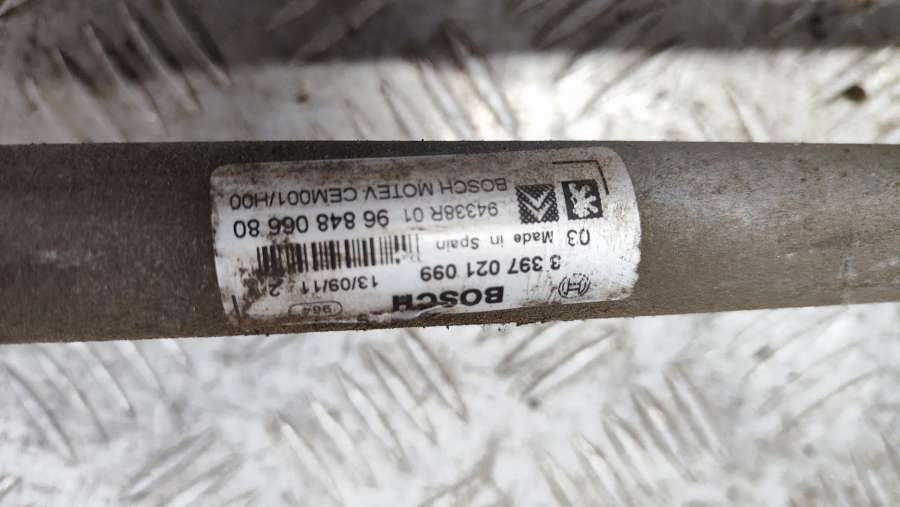 BOSCH 964
3 397 021 099 13/09/11 2
03 Made in Spain
94338R 01 96 848 066 80
BOSCH MOTEV CEM001/H00